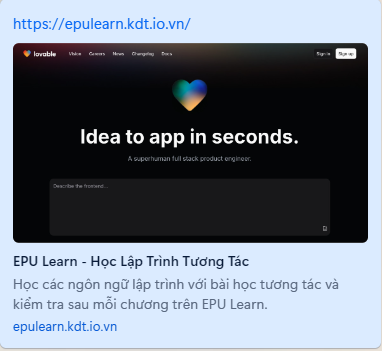 https://epulearn.kdt.io.vn/
lovable Vision Careers News Changelog Docs Sign in Sign up
Idea to app in seconds.
A superhuman full stack product engineer.
Describe the frontend...
EPU Learn - Học Lập Trình Tương Tác
Học các ngôn ngữ lập trình với bài học tương tác và
kiểm tra sau mỗi chương trên EPU Learn.
epulearn.kdt.io.vn